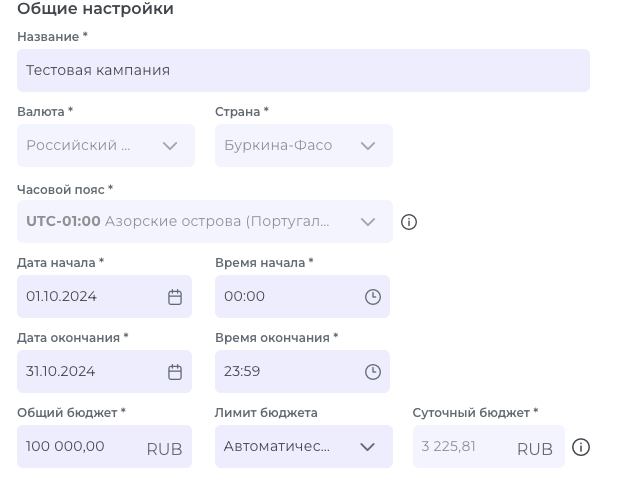 Общие настройки
Название *
Тестовая кампания
Валюта * Страна *
Российский ... Буркина-Фасо
Часовой пояс *
UTC-01:00 Азорские острова (Португал...
Дата начала * Время начала *
01.10.2024 00:00
Дата окончания * Время окончания *
31.10.2024 23:59
Общий бюджет * Лимит бюджета Суточный бюджет *
100 000,00 RUB Автоматичес... 3 225,81 RUB